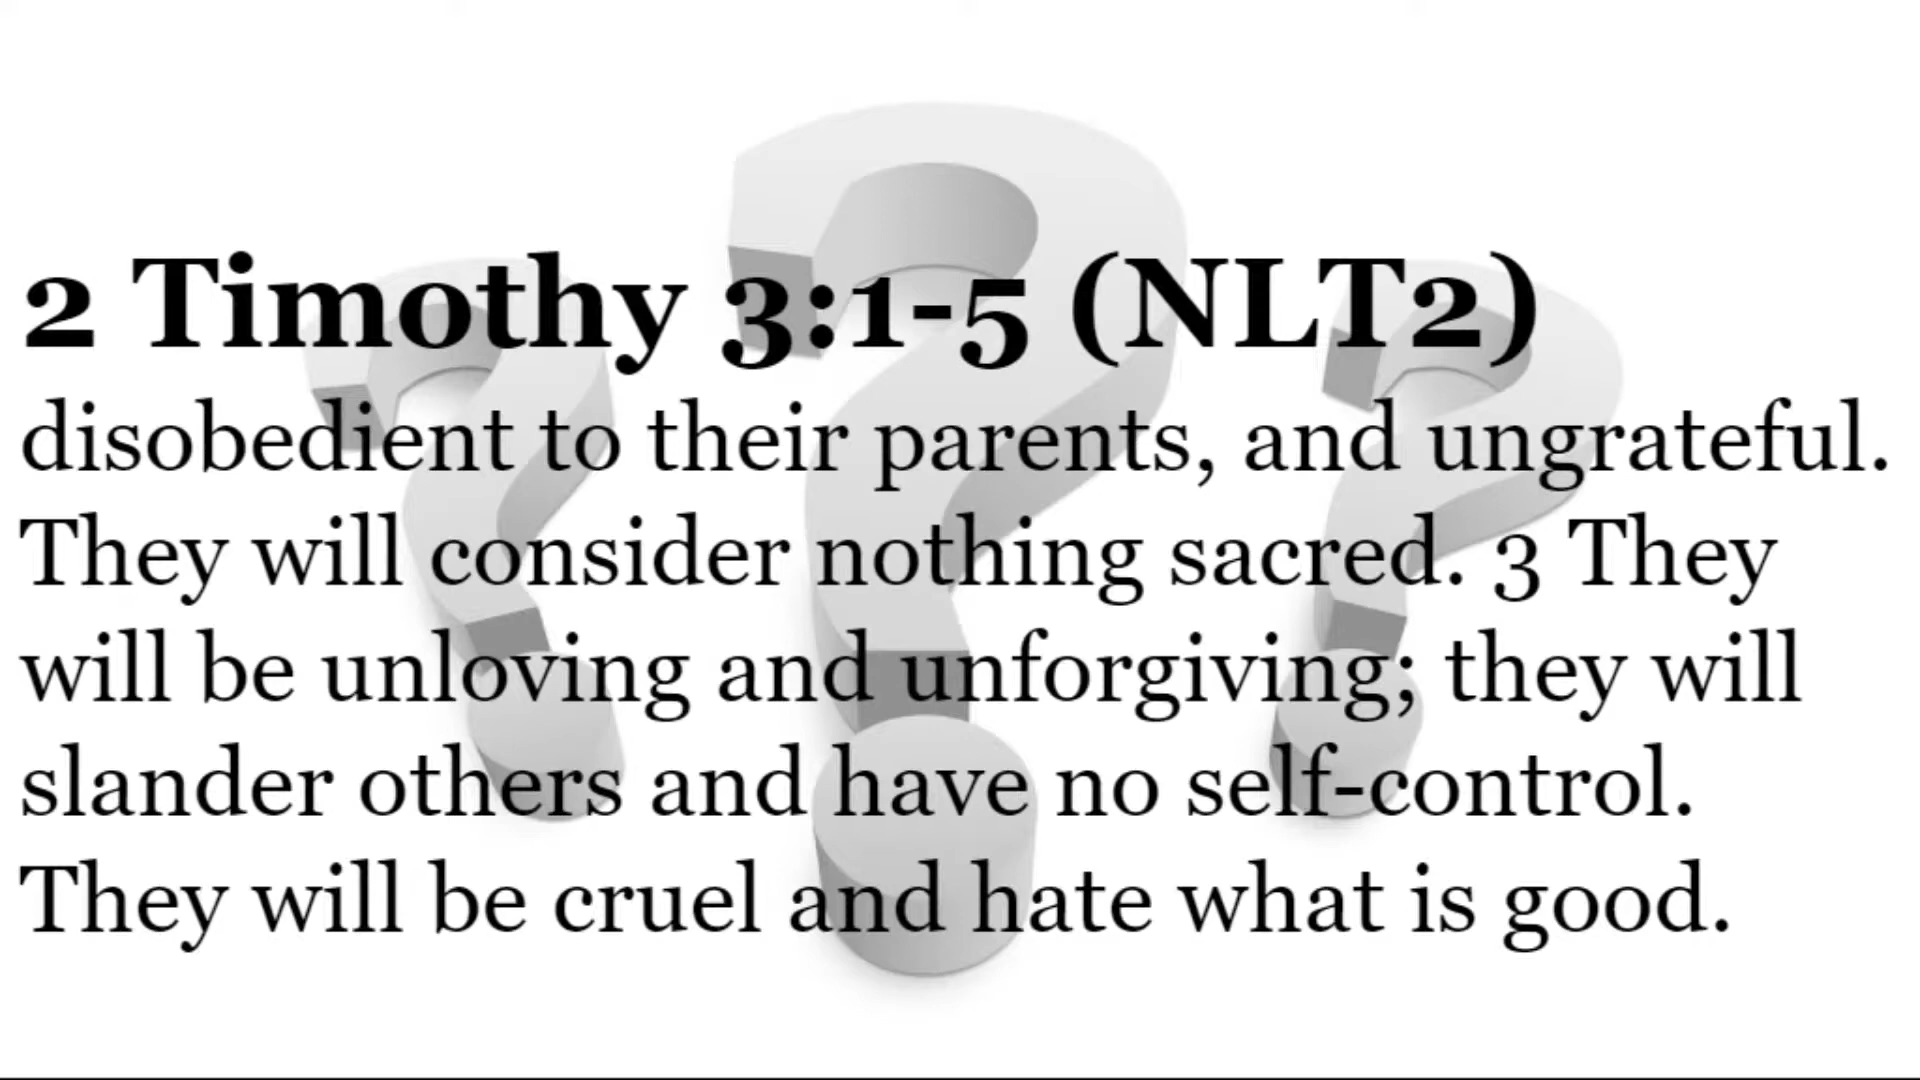 2 Timothy 3:1-5 (NLT2)
disobedient to their parents, and ungrateful.
They will consider nothing sacred. 3 They
will be unloving and unforgiving; they will
slander others and have no self-control.
They will be cruel and hate what is good.